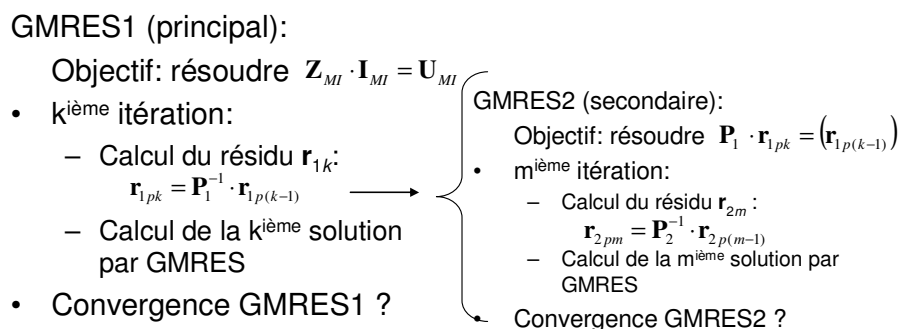 GMRES1 (principal):
Objectif: résoudre Z_MI · I_MI = U_MI
• k^ième itération:
– Calcul du résidu r_1k:
r_1pk = P_1^-1 · r_1p(k-1)
– Calcul de la k^ième solution
par GMRES
• Convergence GMRES1 ?
GMRES2 (secondaire):
Objectif: résoudre P_1 · r_1pk = (r_1p(k-1))
• m^ième itération:
– Calcul du résidu r_2m :
r_2pm = P_2^-1 · r_2p(m-1)
– Calcul de la m^ième solution par
GMRES
• Convergence GMRES2 ?